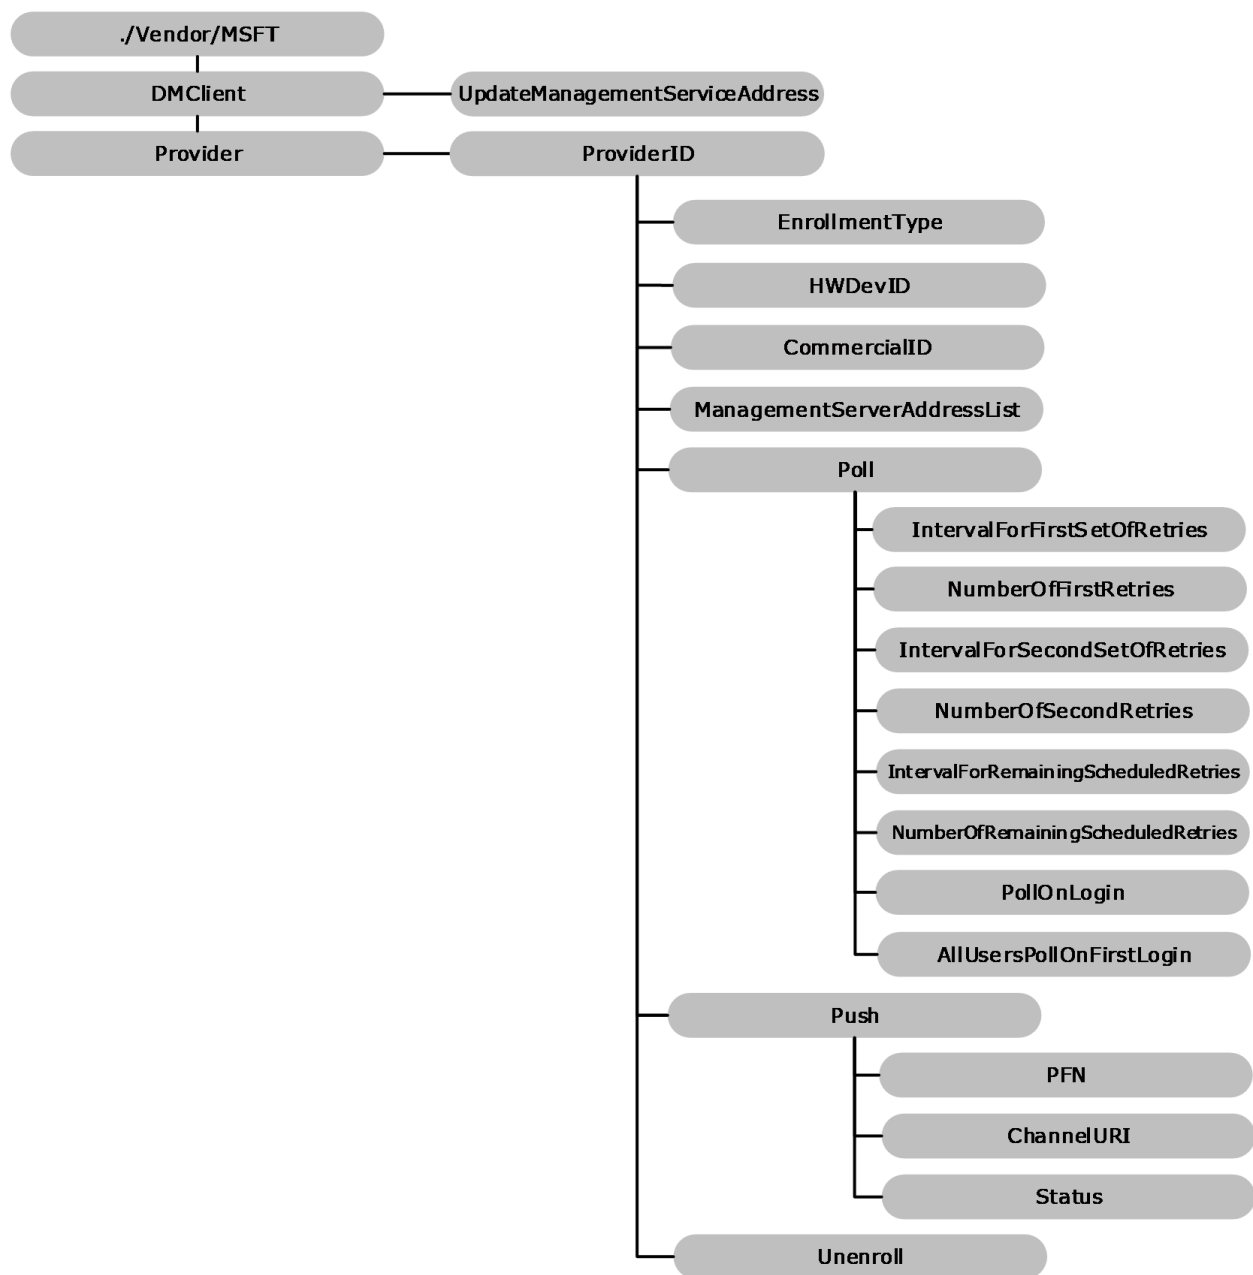 ./Vendor/MSFT
DMClient
UpdateManagementServiceAddress
Provider
ProviderID
EnrollmentType
HWDevID
CommercialID
ManagementServerAddressList
Poll
IntervalForFirstSetOfRetries
NumberOfFirstRetries
IntervalForSecondSetOfRetries
NumberOfSecondRetries
IntervalForRemainingScheduledRetries
NumberOfRemainingScheduledRetries
PollOnLogin
AllUsersPollOnFirstLogin
Push
PFN
ChannelURI
Status
Unenroll